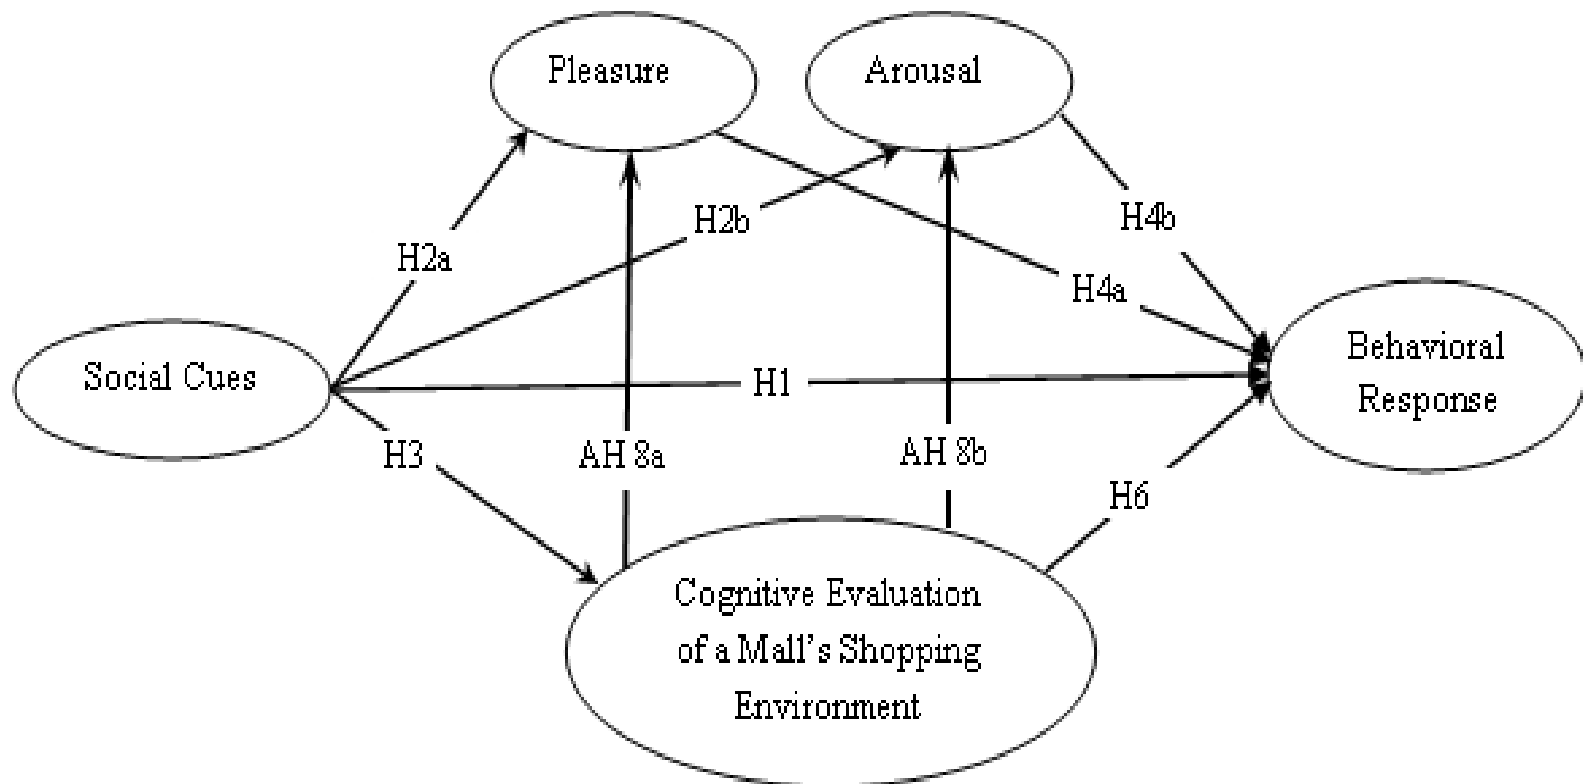 Pleasure
Arousal
H2b
H4b
H2a
H4a
Behavioral
Response
Social Cues
H1
H3
AH 8a
AH 8b
H6
Cognitive Evaluation
of a Mall's Shopping
Environment